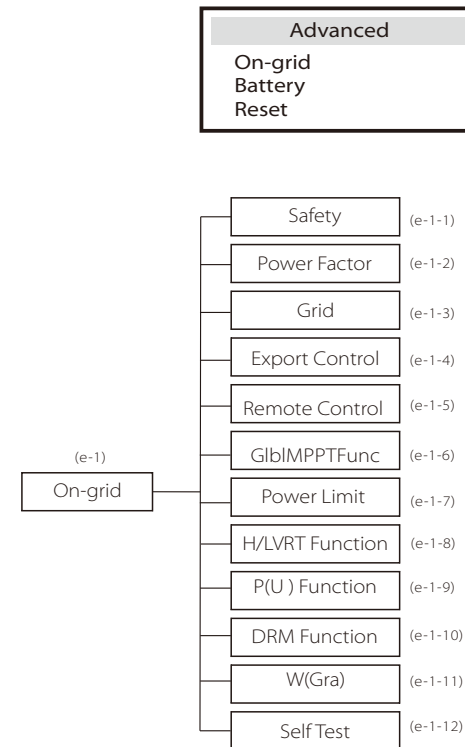 Advanced
On-grid
Battery
Reset
Safety (e-1-1)
Power Factor (e-1-2)
Grid (e-1-3)
Export Control (e-1-4)
Remote Control (e-1-5)
(e-1)
GlblMPPTFunc (e-1-6)
On-grid
Power Limit (e-1-7)
H/LVRT Function (e-1-8)
P(U ) Function (e-1-9)
DRM Function (e-1-10)
W(Gra) (e-1-11)
Self Test (e-1-12)